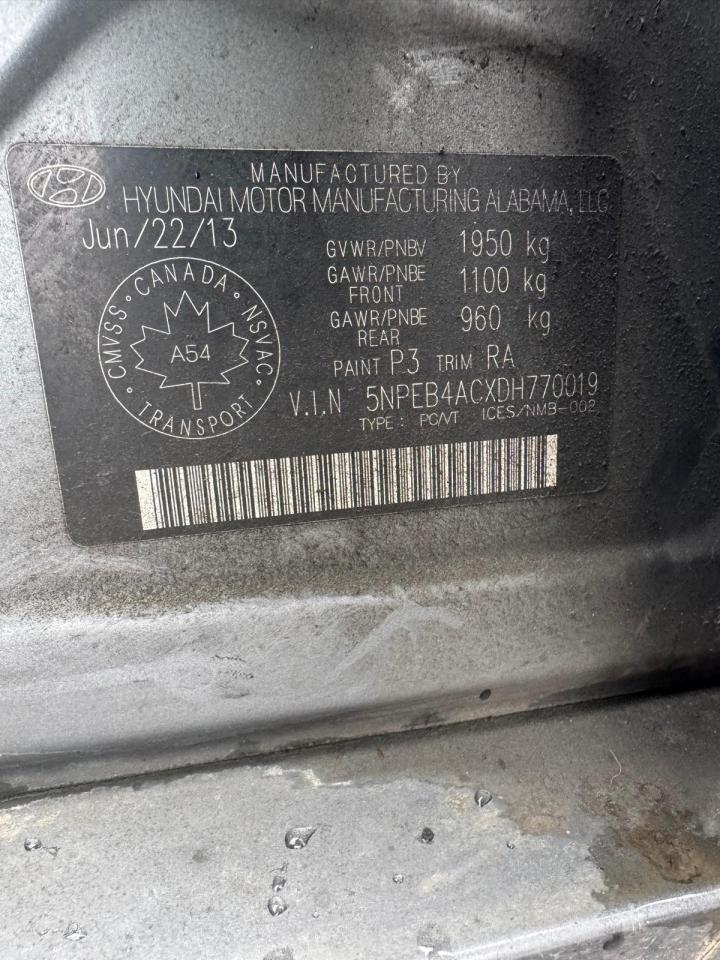 MANUFACTURED BY
HYUNDAI MOTOR MANUFACTURING ALABAMA, LLC
Jun/22/13
GVWR/PNBV 1950 kg
GAWR/PNBE FRONT 1100 kg
GAWR/PNBE REAR 960 kg
PAINT P3 TRIM RA
V.I.N 5NPEB4ACXDH770019
TYPE: PC/VT ICES/NMB-002
CMVSS • CANADA • NSVAC • TRANSPORT •
A54